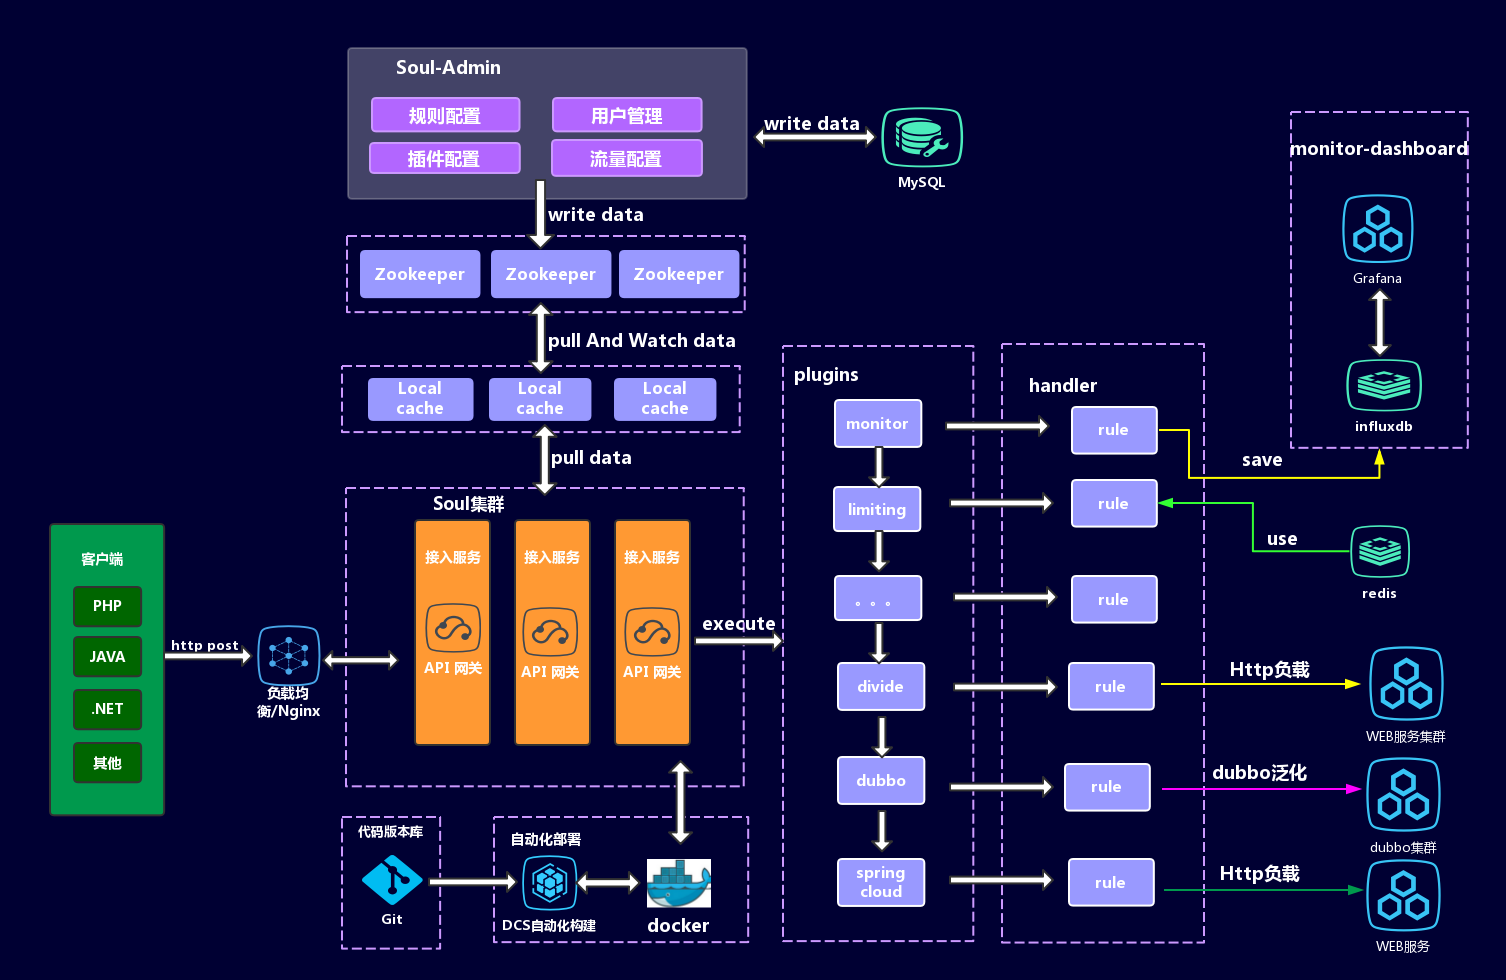 Soul-Admin
规则配置
用户管理
插件配置
流量配置
write data
MySQL
write data
Zookeeper
Zookeeper
Zookeeper
pull And Watch data
Local
cache
Local
cache
Local
cache
pull data
Soul集群
接入服务
API 网关
接入服务
API 网关
接入服务
API 网关
客户端
PHP
JAVA
.NET
其他
http post
负载均
衡/Nginx
execute
代码版本库
Git
自动化部署
DCS自动化构建
docker
plugins
monitor
limiting
。。。
divide
dubbo
spring
cloud
handler
rule
rule
rule
rule
rule
rule
monitor-dashboard
Grafana
influxdb
save
use
redis
Http负载
WEB服务集群
dubbo泛化
dubbo集群
Http负载
WEB服务